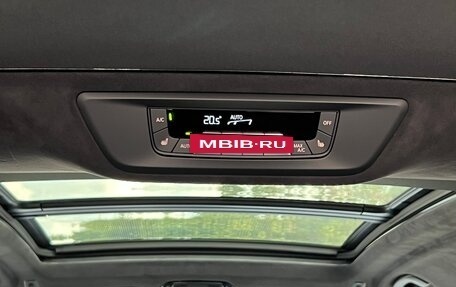 A/C
20.5°
AUTO
OFF
AUTO
MBIB.RU
MAX
A/C